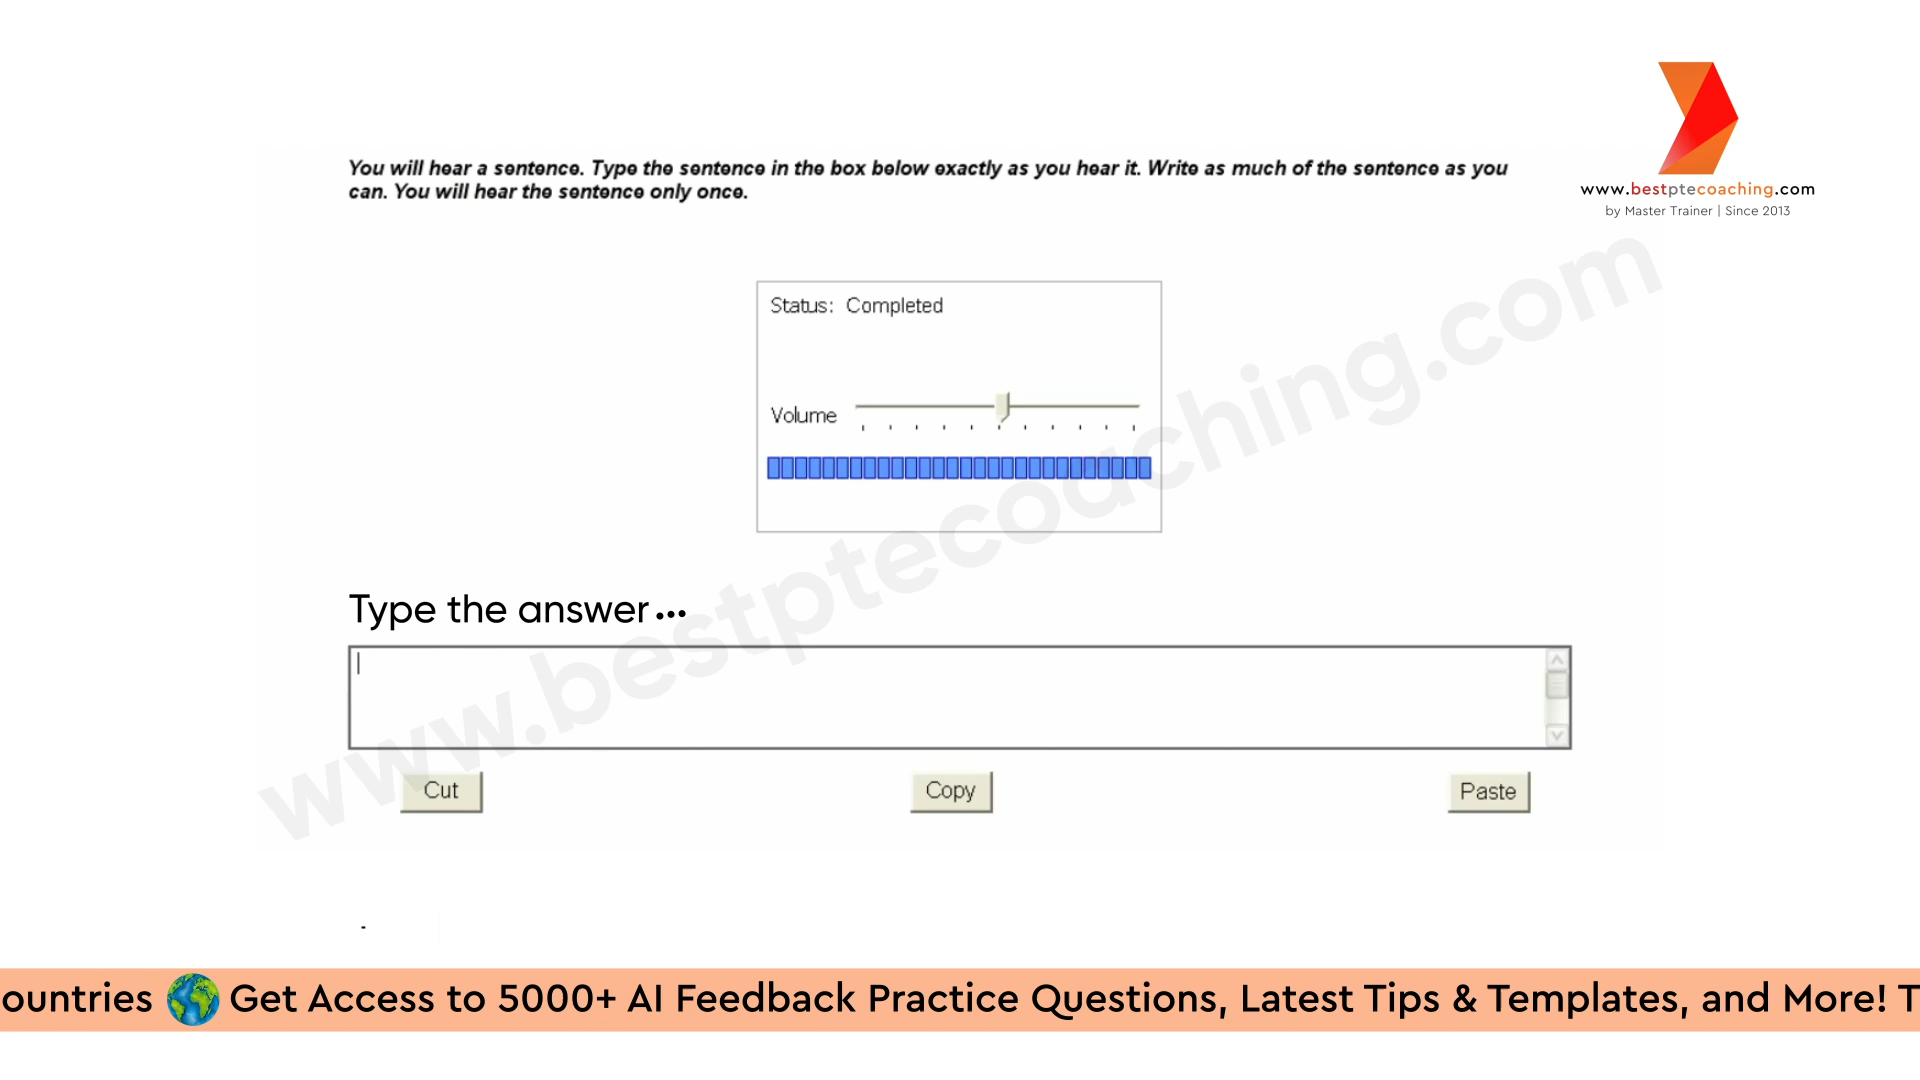 You will hear a sentence. Type the sentence in the box below exactly as you hear it. Write as much of the sentence as you
can. You will hear the sentence only once.
www.bestptecoaching.com
by Master Trainer | Since 2013
Status: Completed
Volume
www.bestptecoaching.com
Type the answer...
Cut
Copy
Paste
ountries 🌍 Get Access to 5000+ AI Feedback Practice Questions, Latest Tips & Templates, and More! T